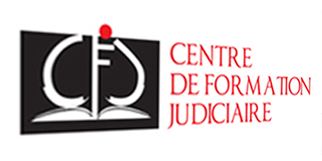 CFJ
CENTRE
DE FORMATION
JUDICIAIRE